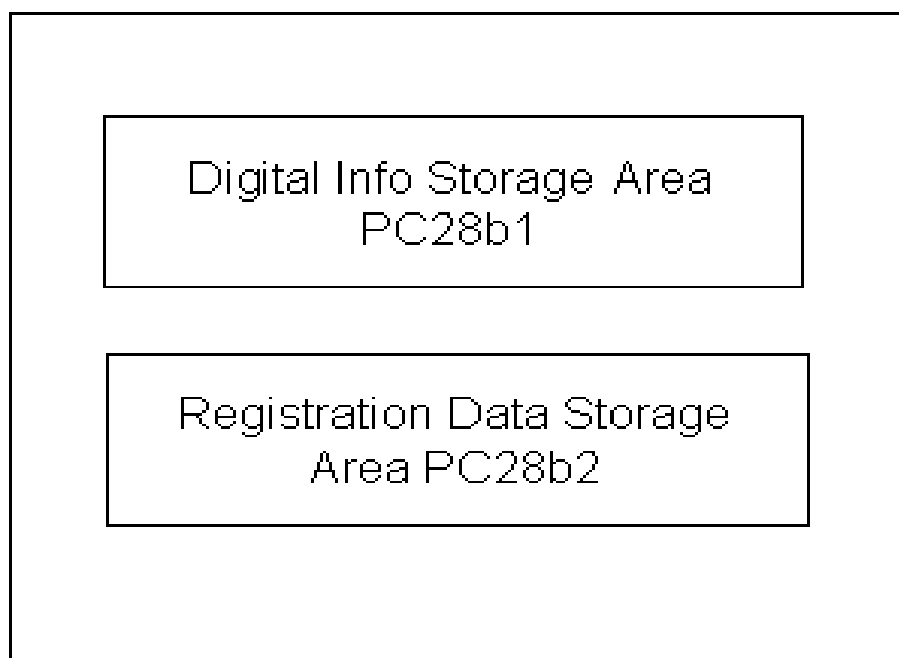 Digital Info Storage Area
PC28b1
Registration Data Storage
Area PC28b2